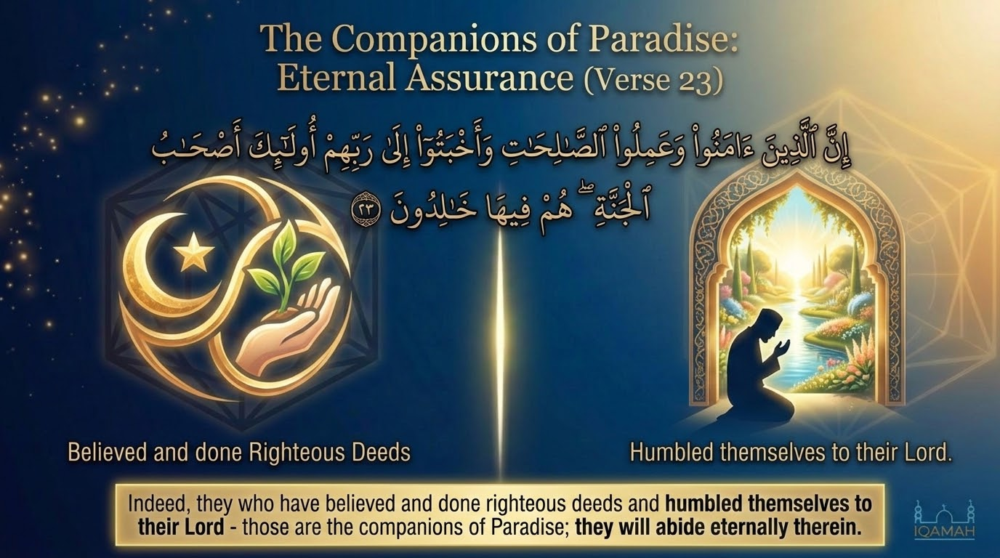 The Companions of Paradise:
Eternal Assurance (Verse 23)
إِنَّ ٱلَّذِينَ ءَامَنُوا۟ وَعَمِلُوا۟ ٱلصَّـٰلِحَـٰتِ وَأَخْبَتُوٓا۟ إِلَىٰ رَبِّهِمْ أُو۟لَـٰٓئِكَ أَصْحَـٰبُ
ٱلْجَنَّةِ ۖ هُمْ فِيهَا خَـٰلِدُونَ ٢٣
Believed and done Righteous Deeds
Humbled themselves to their Lord.
Indeed, they who have believed and done righteous deeds and humbled themselves to
their Lord - those are the companions of Paradise; they will abide eternally therein.
IQAMAH